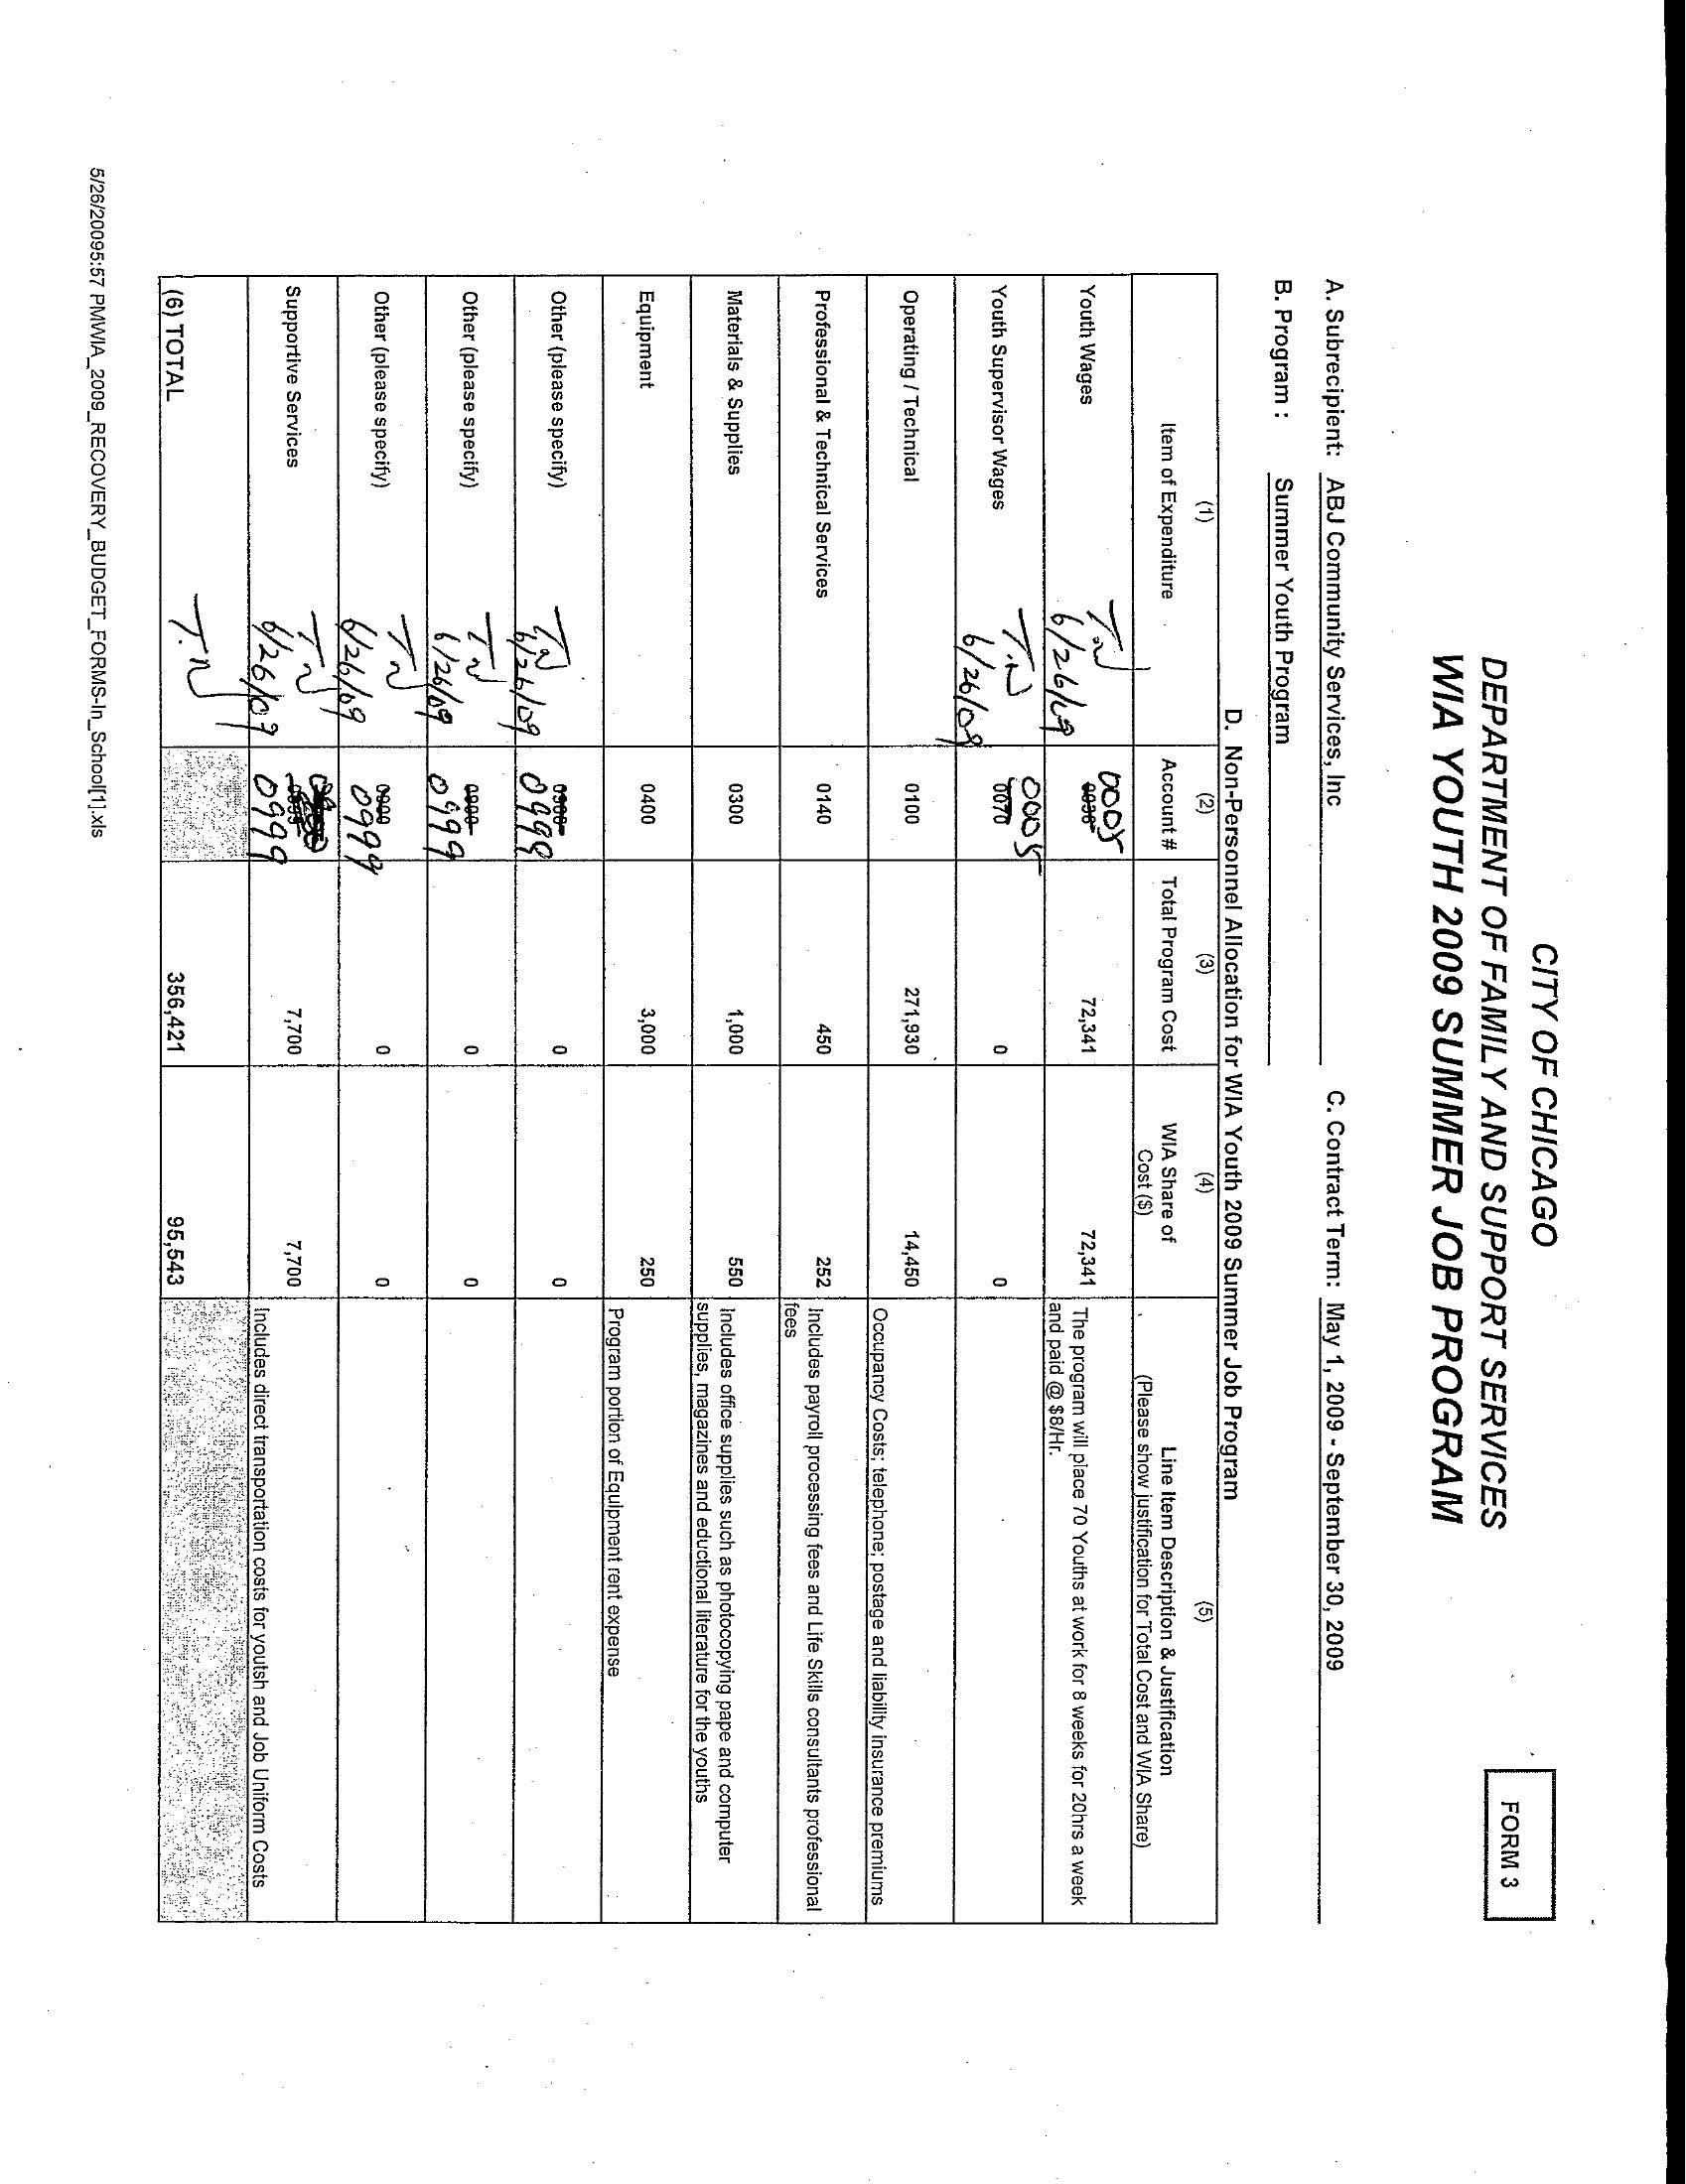 CITY OF CHICAGO
DEPARTMENT OF FAMILY AND SUPPORT SERVICES
WIA YOUTH 2009 SUMMER JOB PROGRAM
FORM 3
A. Subrecipient: ABJ Community Services, Inc C. Contract Term: May 1, 2009 - September 30, 2009
B. Program : Summer Youth Program
D. Non-Personnel Allocation for WIA Youth 2009 Summer Job Program
(1) (2) (3) (4) (5)
Item of Expenditure Account # Total Program Cost WIA Share of Cost ($) Line Item Description & Justification
(Please show justification for Total Cost and WIA Share)
Youth Wages T.N 6/26/09 0005 72,341 72,341 The program will place 70 Youths at work for 8 weeks for 20hrs a week
and paid @ $8/Hr.
Youth Supervisor Wages T.N 6/26/09 0005 0070 0 0
Operating / Technical 0100 271,930 14,450 Occupancy Costs; telephone; postage and liability insurance premiums
Professional & Technical Services 0140 450 252 Includes payroll processing fees and Life Skills consultants professional
fees
Materials & Supplies 0300 1,000 550 Includes office supplies such as photocopying pape and computer
supplies, magazines and eductional literature for the youths
Equipment 0400 3,000 250 Program portion of Equipment rent expense
Other (please specify) TN 6/26/09 0900 0999 0 0
Other (please specify) TN 6/26/09 0900 0999 0 0
Other (please specify) TN 6/26/09 0900 0999 0 0
Supportive Services TN 6/26/09 0999 7,700 7,700 Includes direct transportation costs for youtsh and Job Uniform Costs
(6) TOTAL T.N 356,421 95,543
5/26/20095:57 PMWIA_2009_RECOVERY_BUDGET_FORMS-In_School[1].xls